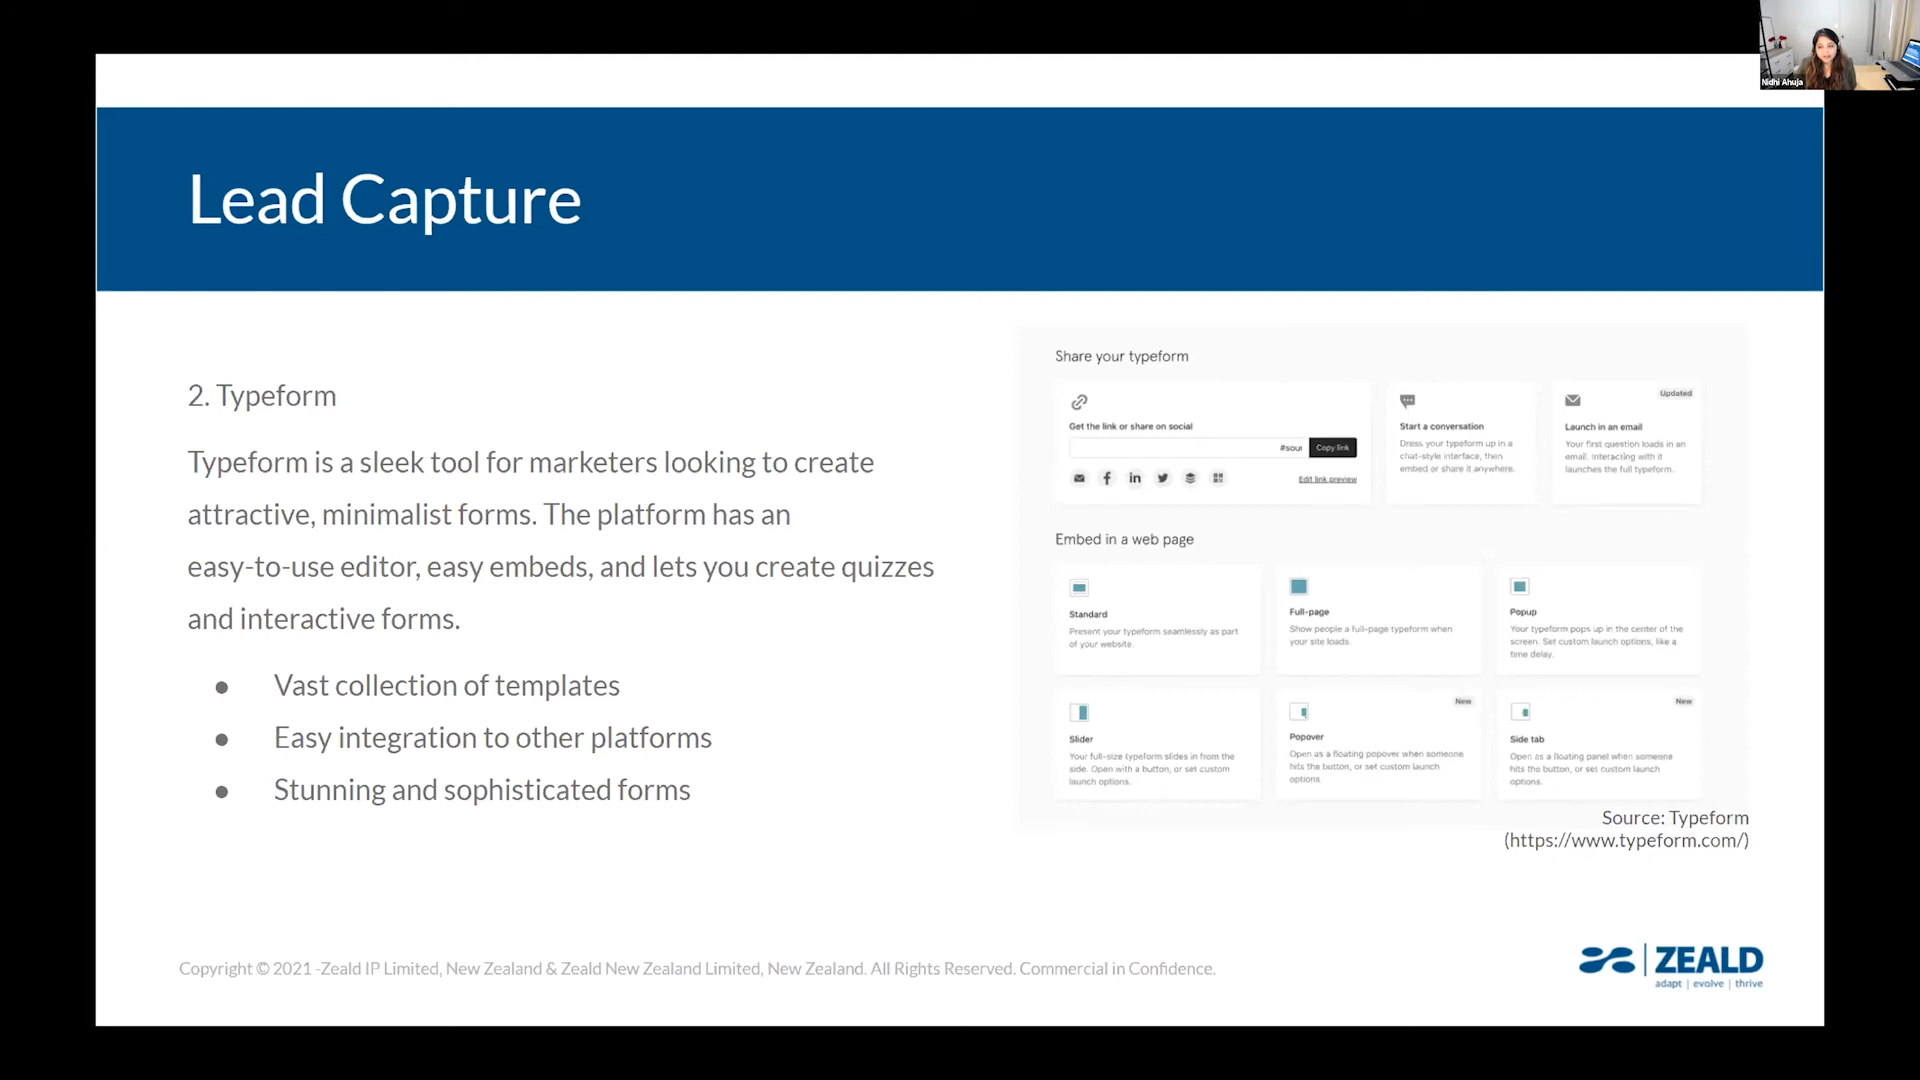 Nidhi Ahuja
Lead Capture
2. Typeform
Typeform is a sleek tool for marketers looking to create
attractive, minimalist forms. The platform has an
easy-to-use editor, easy embeds, and lets you create quizzes
and interactive forms.
● Vast collection of templates
● Easy integration to other platforms
● Stunning and sophisticated forms
Share your typeform
Get the link or share on social
#sour Copy link
Edit link preview
Start a conversation
Dress your typeform up in a
chat-style interface, then
embed or share it anywhere.
Updated
Launch in an email
Your first question loads in an
email. Interacting with it
launches the full typeform.
Embed in a web page
Standard
Present your typeform seamlessly as part
of your website.
Full-page
Show people a full-page typeform when
your site loads.
Popup
Your typeform pops up in the center of the
screen. Set custom launch options, like a
time delay.
Slider
Your full-size typeform slides in from the
side. Open with a button, or set custom
launch options.
New
Popover
Open as a floating popover when someone
hits the button, or set custom launch
options.
New
Side tab
Open as a floating panel when someone
hits the button, or set custom launch
options.
Source: Typeform
(https://www.typeform.com/)
Copyright © 2021 -Zeald IP Limited, New Zealand & Zeald New Zealand Limited, New Zealand. All Rights Reserved. Commercial in Confidence.
ZEALD
adapt | evolve | thrive